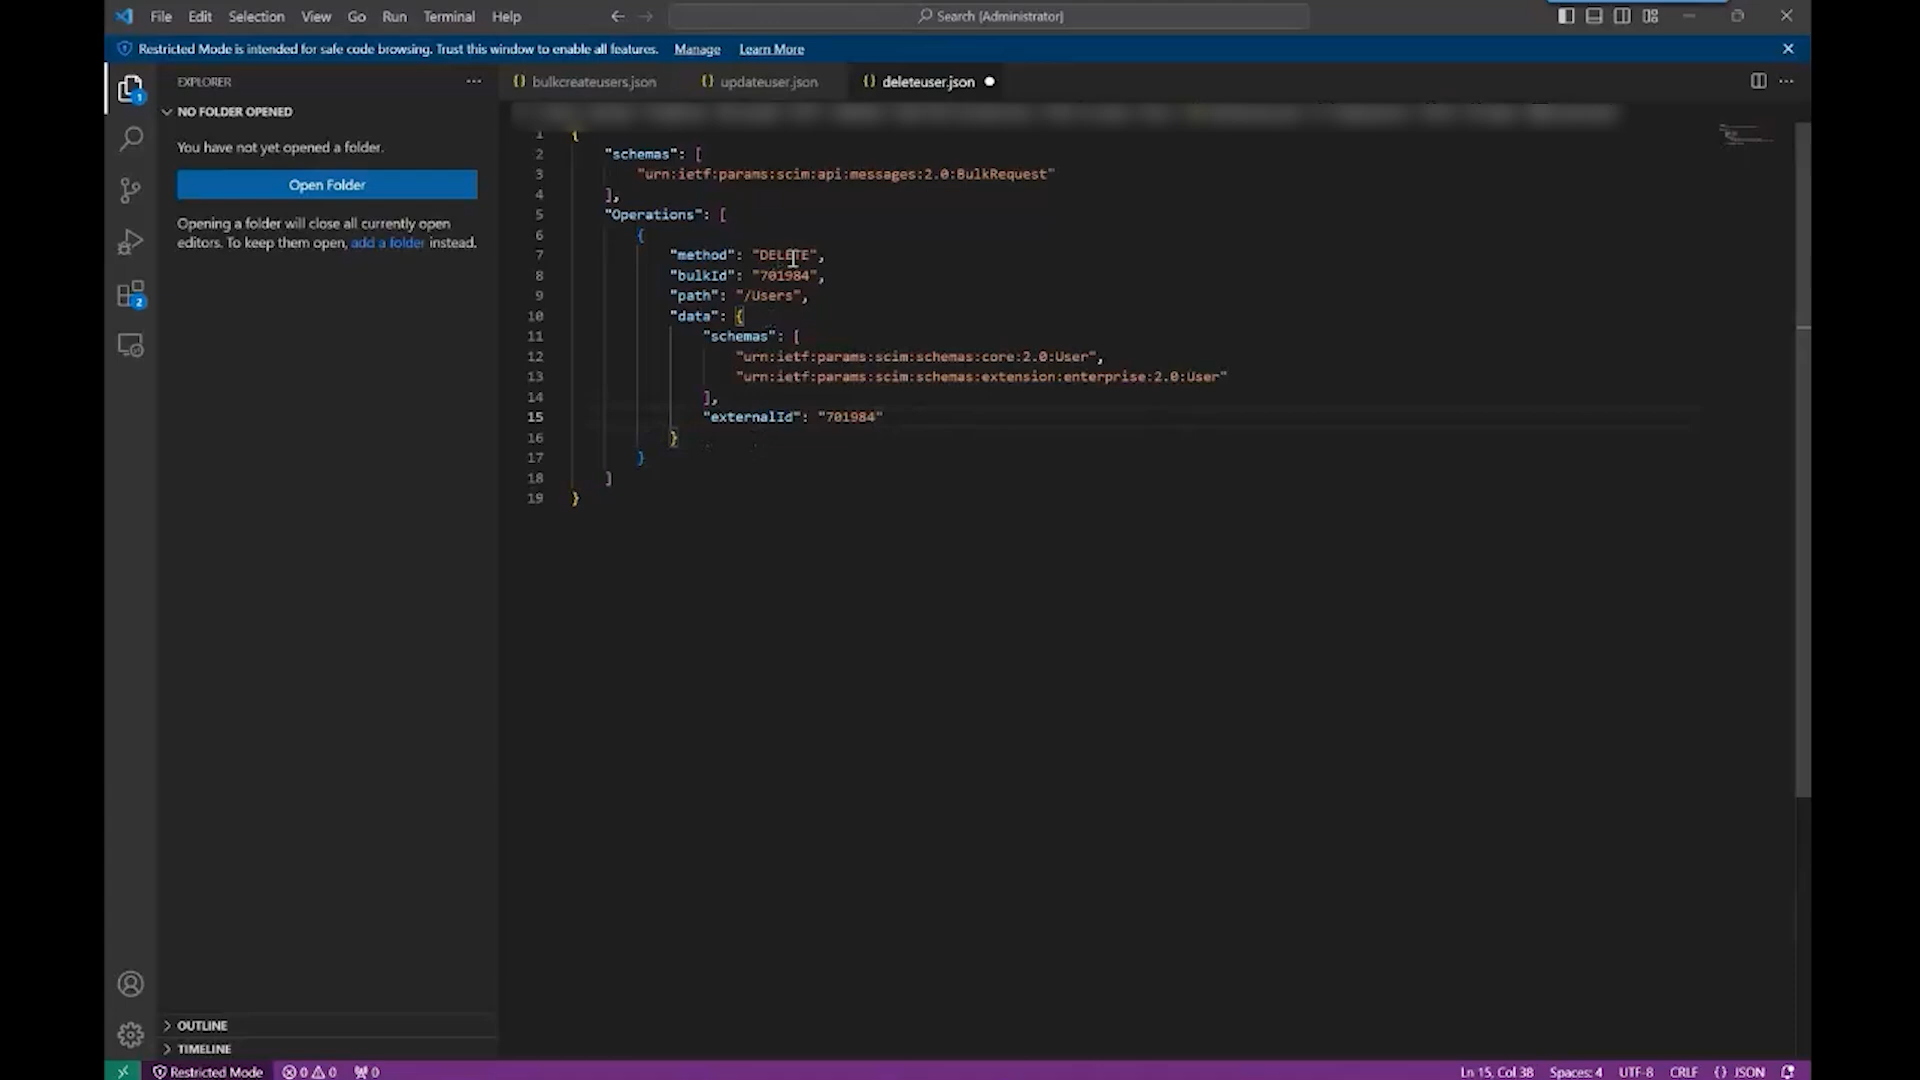 File Edit Selection View Go Run Terminal Help
Search [Administrator]
Restricted Mode is intended for safe code browsing. Trust this window to enable all features. Manage Learn More
EXPLORER
NO FOLDER OPENED
You have not yet opened a folder.
Open Folder
Opening a folder will close all currently open
editors. To keep them open, add a folder instead.
OUTLINE
TIMELINE
1
2
{} bulkcreateusers.json {} updateuser.json {} deleteuser.json
1 {
2 "schemas": [
3 "urn:ietf:params:scim:api:messages:2.0:BulkRequest"
4 ],
5 "Operations": [
6 {
7 "method": "DELETE",
8 "bulkId": "701984",
9 "path": "/Users",
10 "data": {
11 "schemas": [
12 "urn:ietf:params:scim:schemas:core:2.0:User",
13 "urn:ietf:params:scim:schemas:extension:enterprise:2.0:User"
14 ],
15 "externalId": "701984"
16 }
17 }
18 ]
19 }
Restricted Mode 0 0 0 Ln 15, Col 38 Spaces: 4 UTF-8 CRLF {} JSON